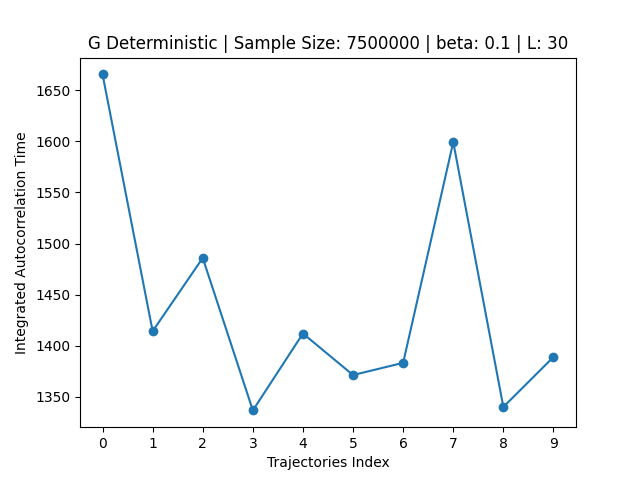 G Deterministic | Sample Size: 7500000 | beta: 0.1 | L: 30
Integrated Autocorrelation Time
1650
1600
1550
1500
1450
1400
1350
0 1 2 3 4 5 6 7 8 9
Trajectories Index